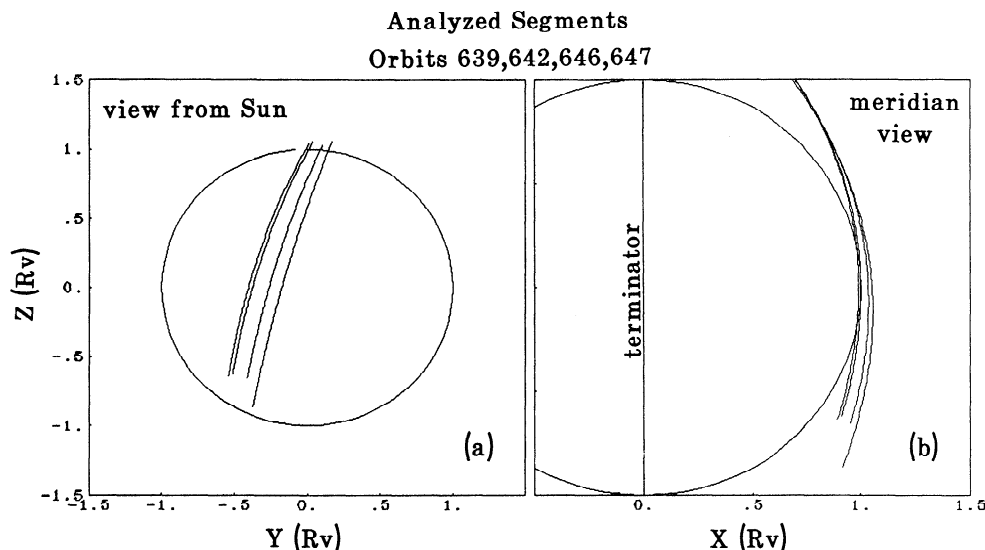 Analyzed Segments
Orbits 639,642,646,647
view from Sun
meridian
view
terminator
(a)
(b)
Z (Rv)
1.5
1.
.5
0.
-.5
-1.
-1.5
-1.5
-1.
-.5
0.
.5
1.
Y (Rv)
0.
.5
1.0
1.5
X (Rv)